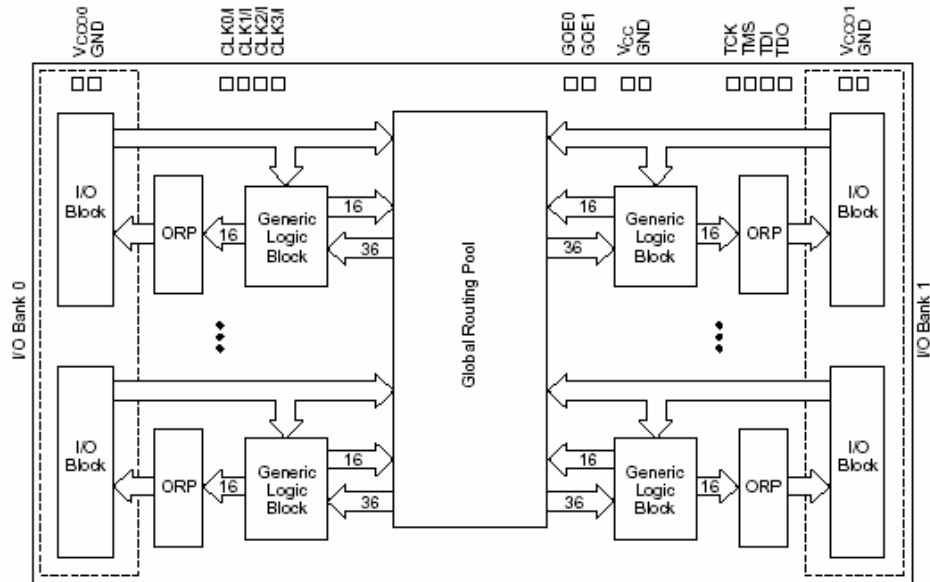 VCCO0
GND
CLK0/I
CLK1/I
CLK2/I
CLK3/I
GOE0
GOE1
VCC
GND
TCK
TMS
TDI
TDO
VCCO1
GND
I/O Bank 0
I/O
Block
ORP
16
Generic
Logic
Block
16
36
Global Routing Pool
16
36
Generic
Logic
Block
16
ORP
I/O
Block
I/O Bank 1
I/O
Block
ORP
16
Generic
Logic
Block
16
36
16
36
Generic
Logic
Block
16
ORP
I/O
Block